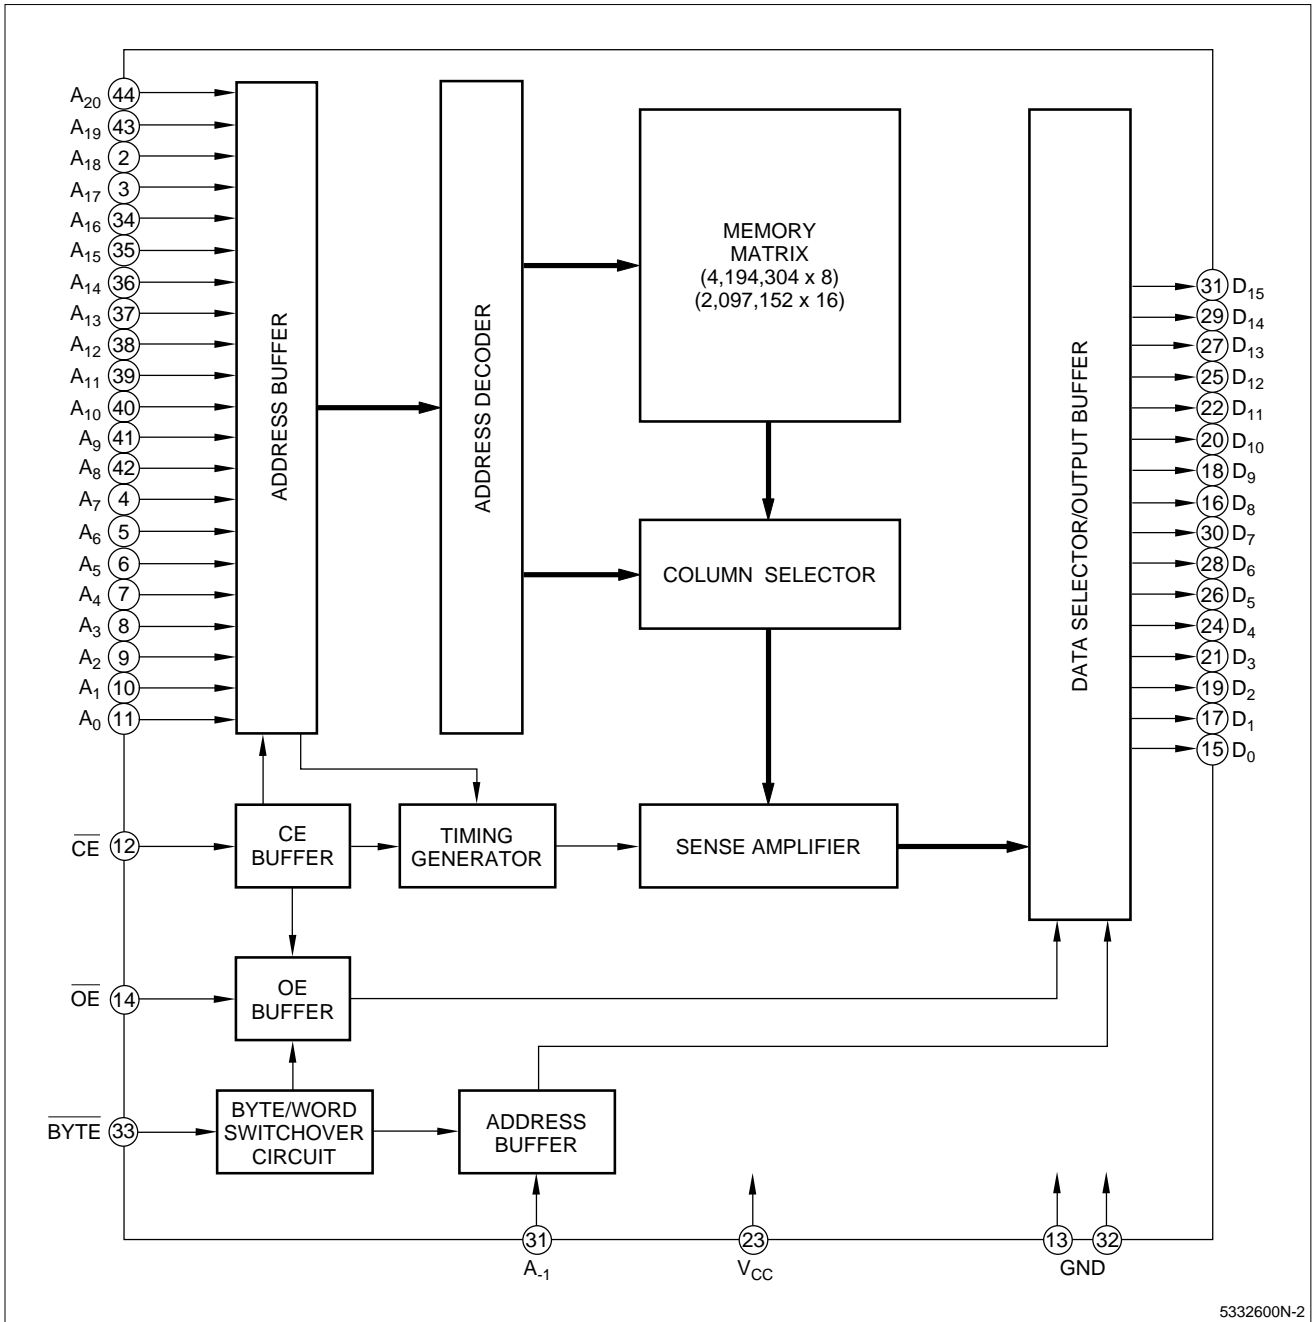 A20 44
A19 43
A18 2
A17 3
A16 34
A15 35
A14 36
A13 37
A12 38
A11 39
A10 40
A9 41
A8 42
A7 4
A6 5
A5 6
A4 7
A3 8
A2 9
A1 10
A0 11
ADDRESS BUFFER
ADDRESS DECODER
MEMORY
MATRIX
(4,194,304 x 8)
(2,097,152 x 16)
COLUMN SELECTOR
DATA SELECTOR/OUTPUT BUFFER
31 D15
29 D14
27 D13
25 D12
22 D11
20 D10
18 D9
16 D8
30 D7
28 D6
26 D5
24 D4
21 D3
19 D2
17 D1
15 D0
CE 12
CE
BUFFER
TIMING
GENERATOR
SENSE AMPLIFIER
OE 14
OE
BUFFER
BYTE 33
BYTE/WORD
SWITCHOVER
CIRCUIT
ADDRESS
BUFFER
31
A-1
23
VCC
13 32
GND
5332600N-2